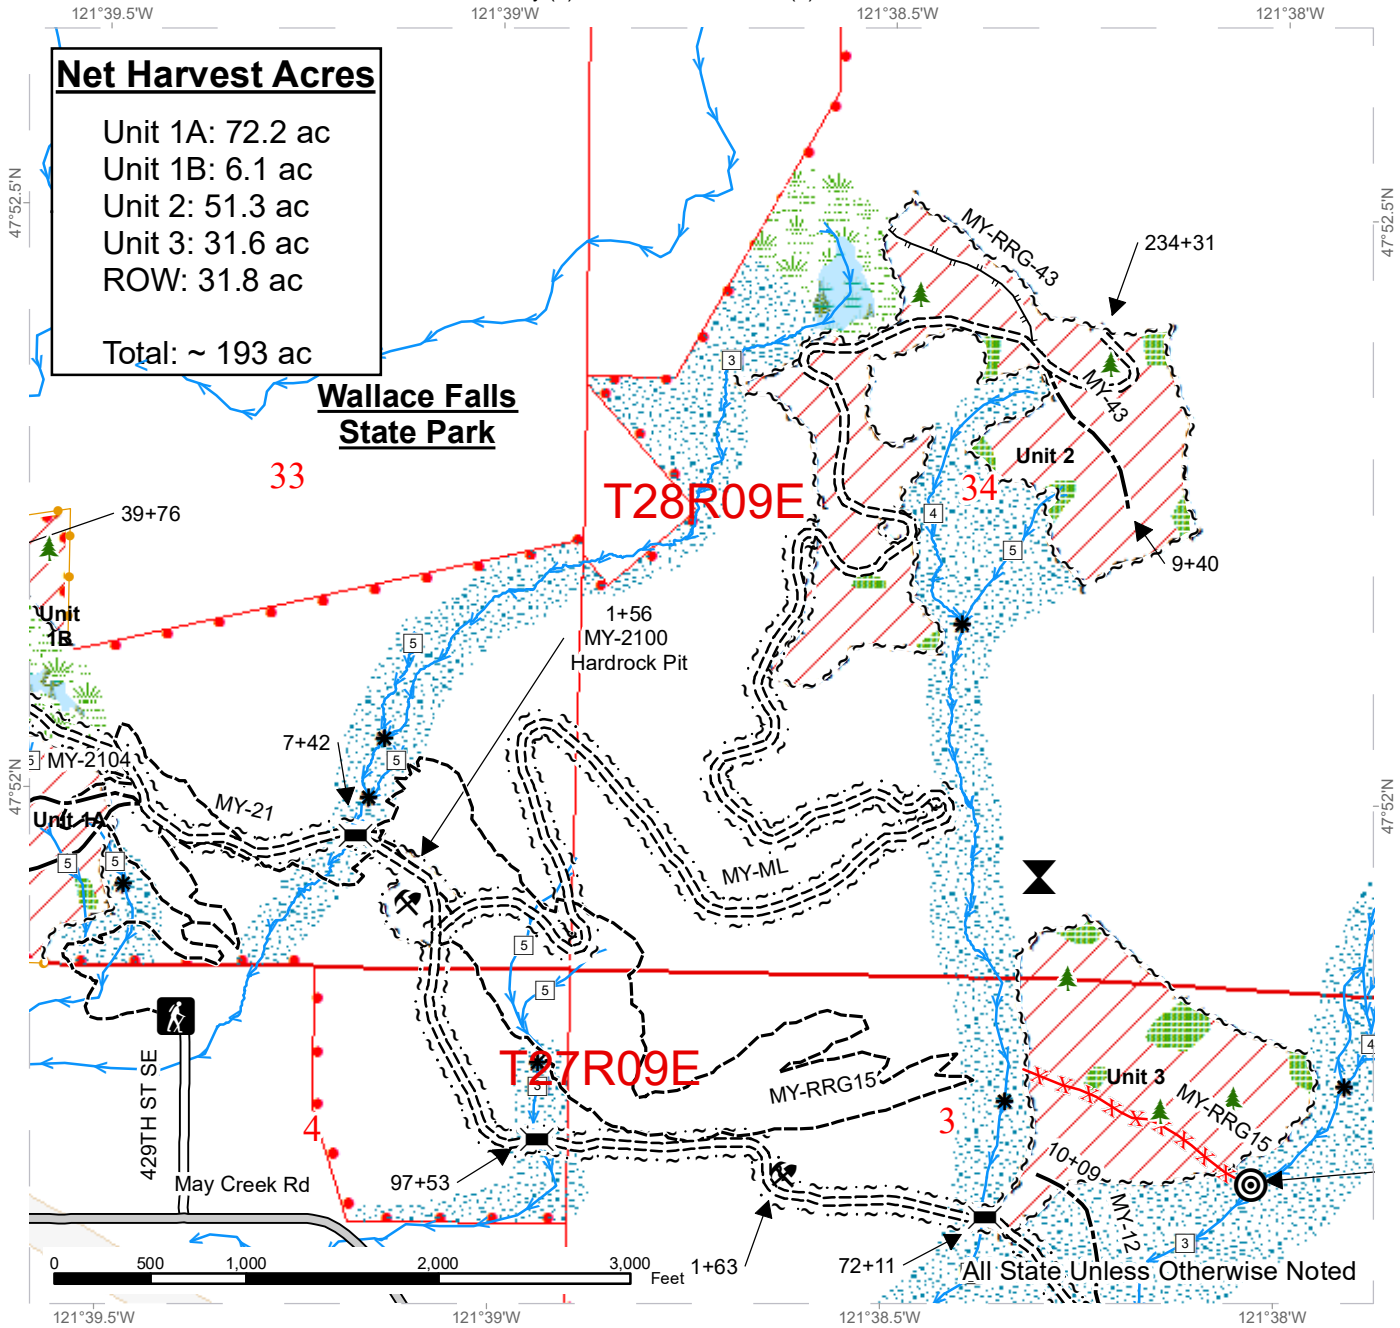 121°39.5'W
121°39'W
121°38.5'W
121°38'W
Net Harvest Acres
Unit 1A: 72.2 ac
Unit 1B: 6.1 ac
Unit 2: 51.3 ac
Unit 3: 31.6 ac
ROW: 31.8 ac
Total: ~ 193 ac
47°52.5'N
47°52.5'N
MY-RRG-43
234+31
3
Wallace Falls
State Park
MY-43
33
Unit 2
34
T28R09E
39+76
4
5
9+40
Unit
1B
1+56
MY-2100
Hardrock Pit
5
7+42
5
5
MY-2104
47°52'N
47°52'N
MY-21
Unit 1A
5
5
MY-ML
5
5
429TH ST SE
T27R09E
3
MY-RRG15
4
Unit 3
MY-RRG15
3
4
10+09
May Creek Rd
97+53
MY-12
3
0
500
1,000
2,000
3,000
Feet
1+63
72+11
All State Unless Otherwise Noted
121°39.5'W
121°39'W
121°38.5'W
121°38'W